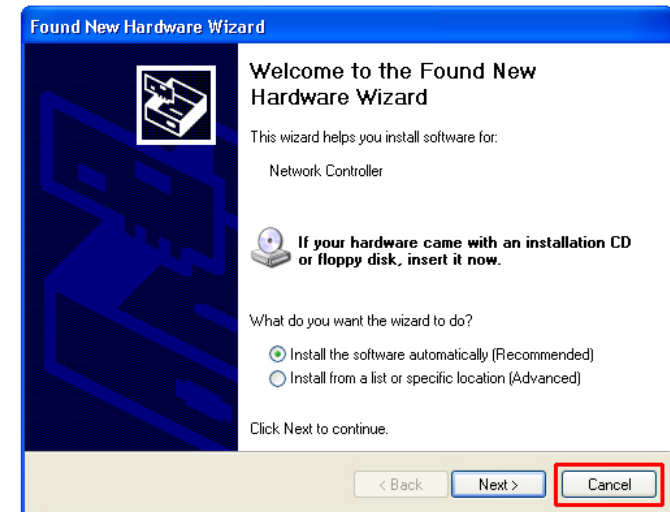 Found New Hardware Wizard
Welcome to the Found New
Hardware Wizard
This wizard helps you install software for:
Network Controller
If your hardware came with an installation CD
or floppy disk, insert it now.
What do you want the wizard to do?
Install the software automatically (Recommended)
Install from a list or specific location (Advanced)
Click Next to continue.
< Back Next > Cancel